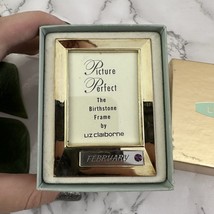 Picture
Perfect
The
Birthstone
Frame
by
Liz claiborne
FEBRUARY